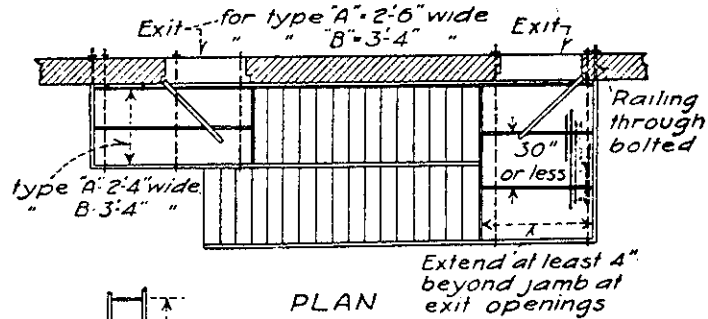 Exit for type "A" = 2'-6" wide
" " "B" = 3'-4" "
Exit
Railing
through
bolted
30"
or less
type "A" 2'-4" wide
" B-3'-4" "
Extend at least 4"
beyond jamb at
exit openings
PLAN